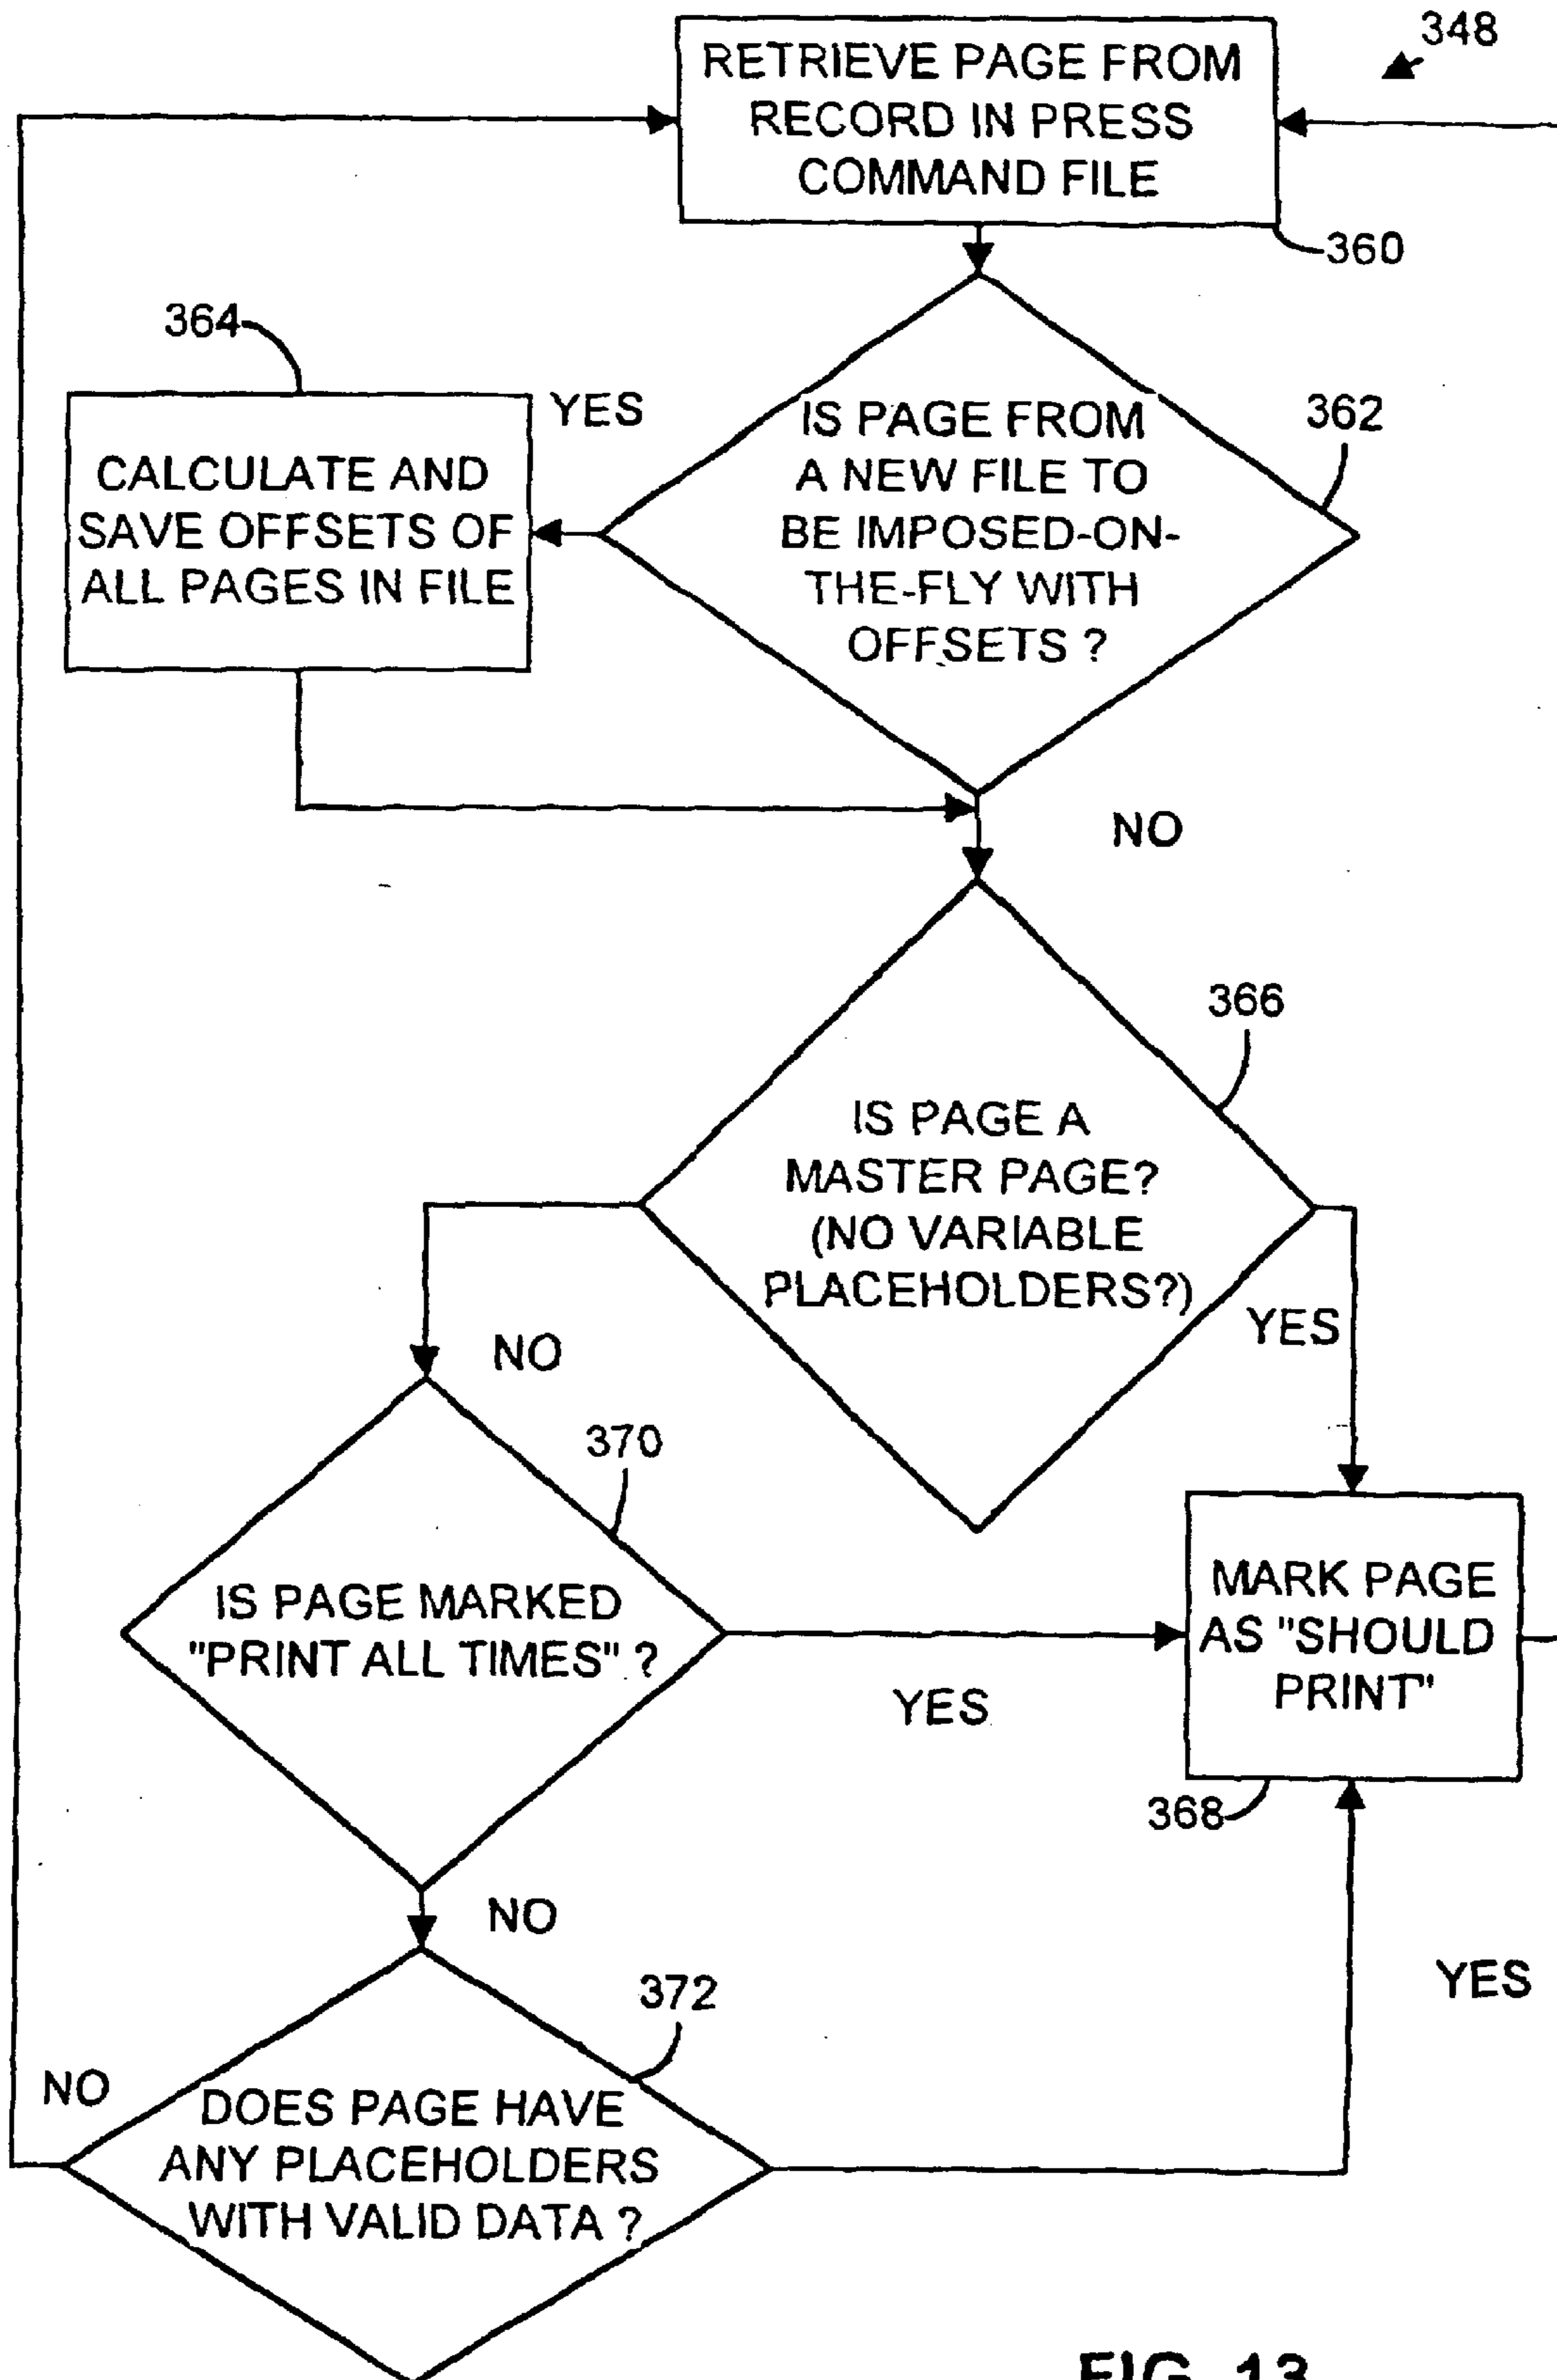 348
RETRIEVE PAGE FROM
RECORD IN PRESS
COMMAND FILE
360
364
YES
IS PAGE FROM
A NEW FILE TO
BE IMPOSED-ON-
THE-FLY WITH
OFFSETS ?
362
CALCULATE AND
SAVE OFFSETS OF
ALL PAGES IN FILE
NO
366
IS PAGE A
MASTER PAGE?
(NO VARIABLE
PLACEHOLDERS?)
YES
NO
370
IS PAGE MARKED
"PRINT ALL TIMES" ?
YES
MARK PAGE
AS "SHOULD
PRINT"
368
NO
372
YES
NO
DOES PAGE HAVE
ANY PLACEHOLDERS
WITH VALID DATA ?
FIG. 13